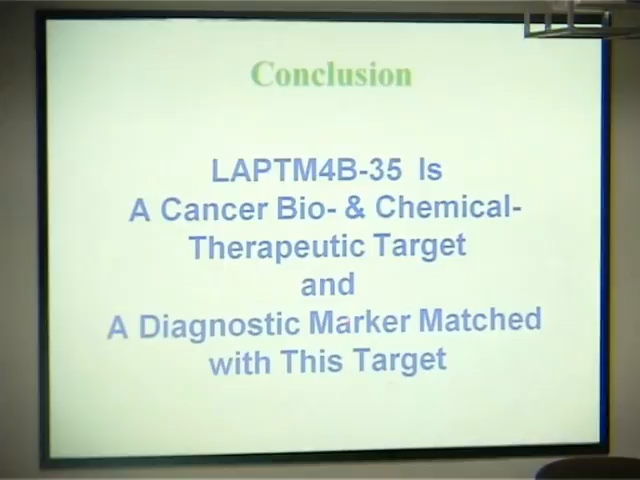 Conclusion
LAPTM4B-35 Is
A Cancer Bio- & Chemical-
Therapeutic Target
and
A Diagnostic Marker Matched
with This Target